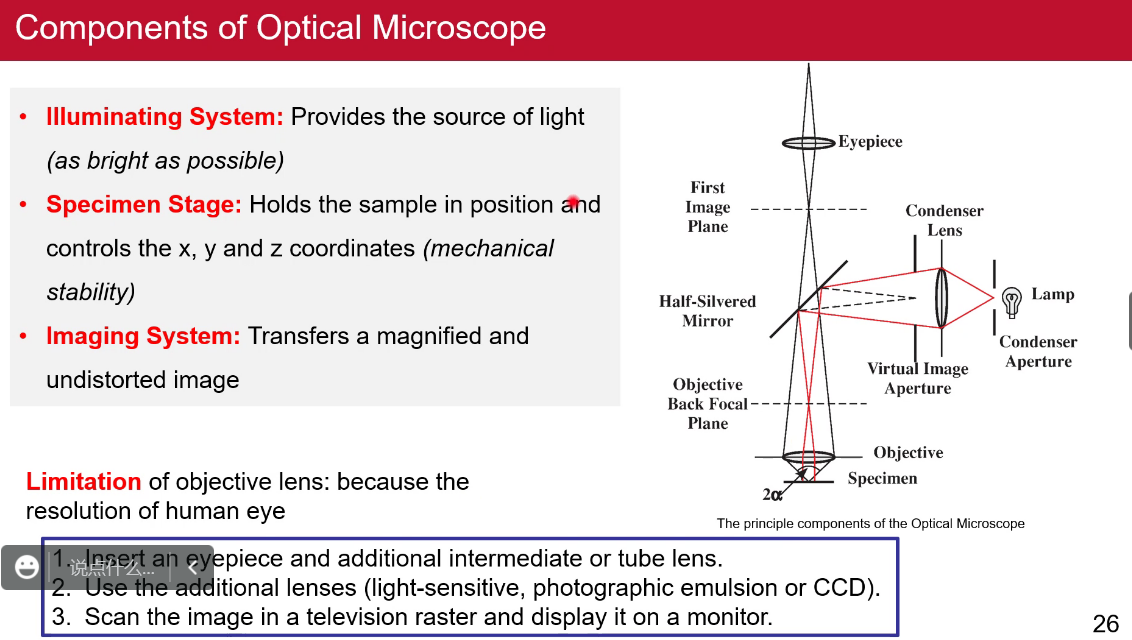 Components of Optical Microscope
• Illuminating System: Provides the source of light
(as bright as possible)
• Specimen Stage: Holds the sample in position and
controls the x, y and z coordinates (mechanical
stability)
• Imaging System: Transfers a magnified and
undistorted image
Limitation of objective lens: because the
resolution of human eye
1. Insert an eyepiece and additional intermediate or tube lens.
说点什么...
2. Use the additional lenses (light-sensitive, photographic emulsion or CCD).
3. Scan the image in a television raster and display it on a monitor.
Eyepiece
First
Image
Plane
Condenser
Lens
Half-Silvered
Mirror
Lamp
Condenser
Aperture
Virtual Image
Aperture
Objective
Back Focal
Plane
Objective
Specimen
2α
The principle components of the Optical Microscope
26